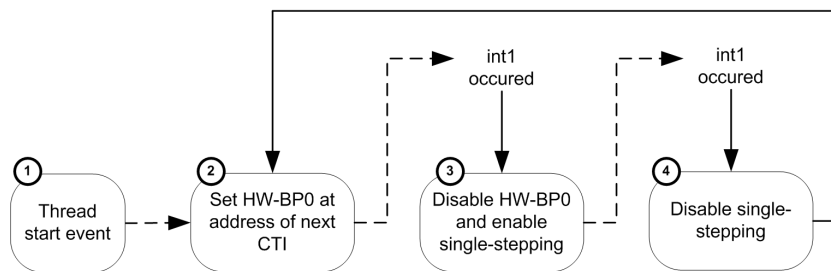 int1
occured
int1
occured
1
Thread
start event
2
Set HW-BP0 at
address of next
CTI
3
Disable HW-BP0
and enable
single-stepping
4
Disable single-
stepping